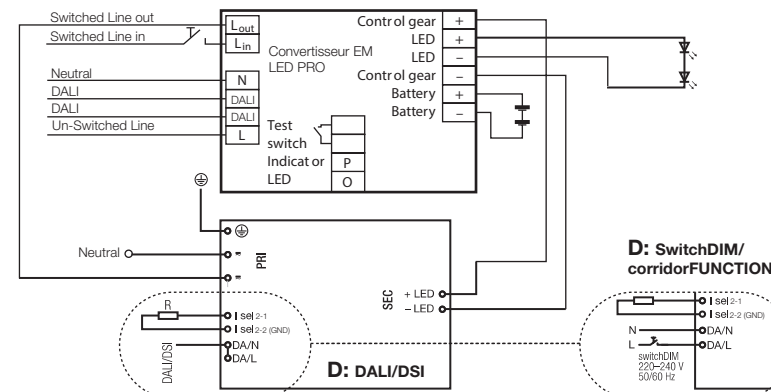 Switched Line out
Switched Line in
Neutral
DALI
DALI
Un-Switched Line
Lout
Lin
N
DALI
DALI
L
Convertisseur EM
LED PRO
Test
switch
Indicat or
LED
P
O
Control gear +
LED +
LED –
Control gear –
Battery +
Battery –
Neutral
PRI
SEC
+ LED
– LED
R
I sel 2-1
I sel 2-2 (GND)
DA/N
DA/L
DALI/DSI
D: DALI/DSI
D: SwitchDIM/
corridorFUNCTION
I sel 2-1
I sel 2-2 (GND)
N
DA/N
L
DA/L
switchDIM
220–240 V
50/60 Hz